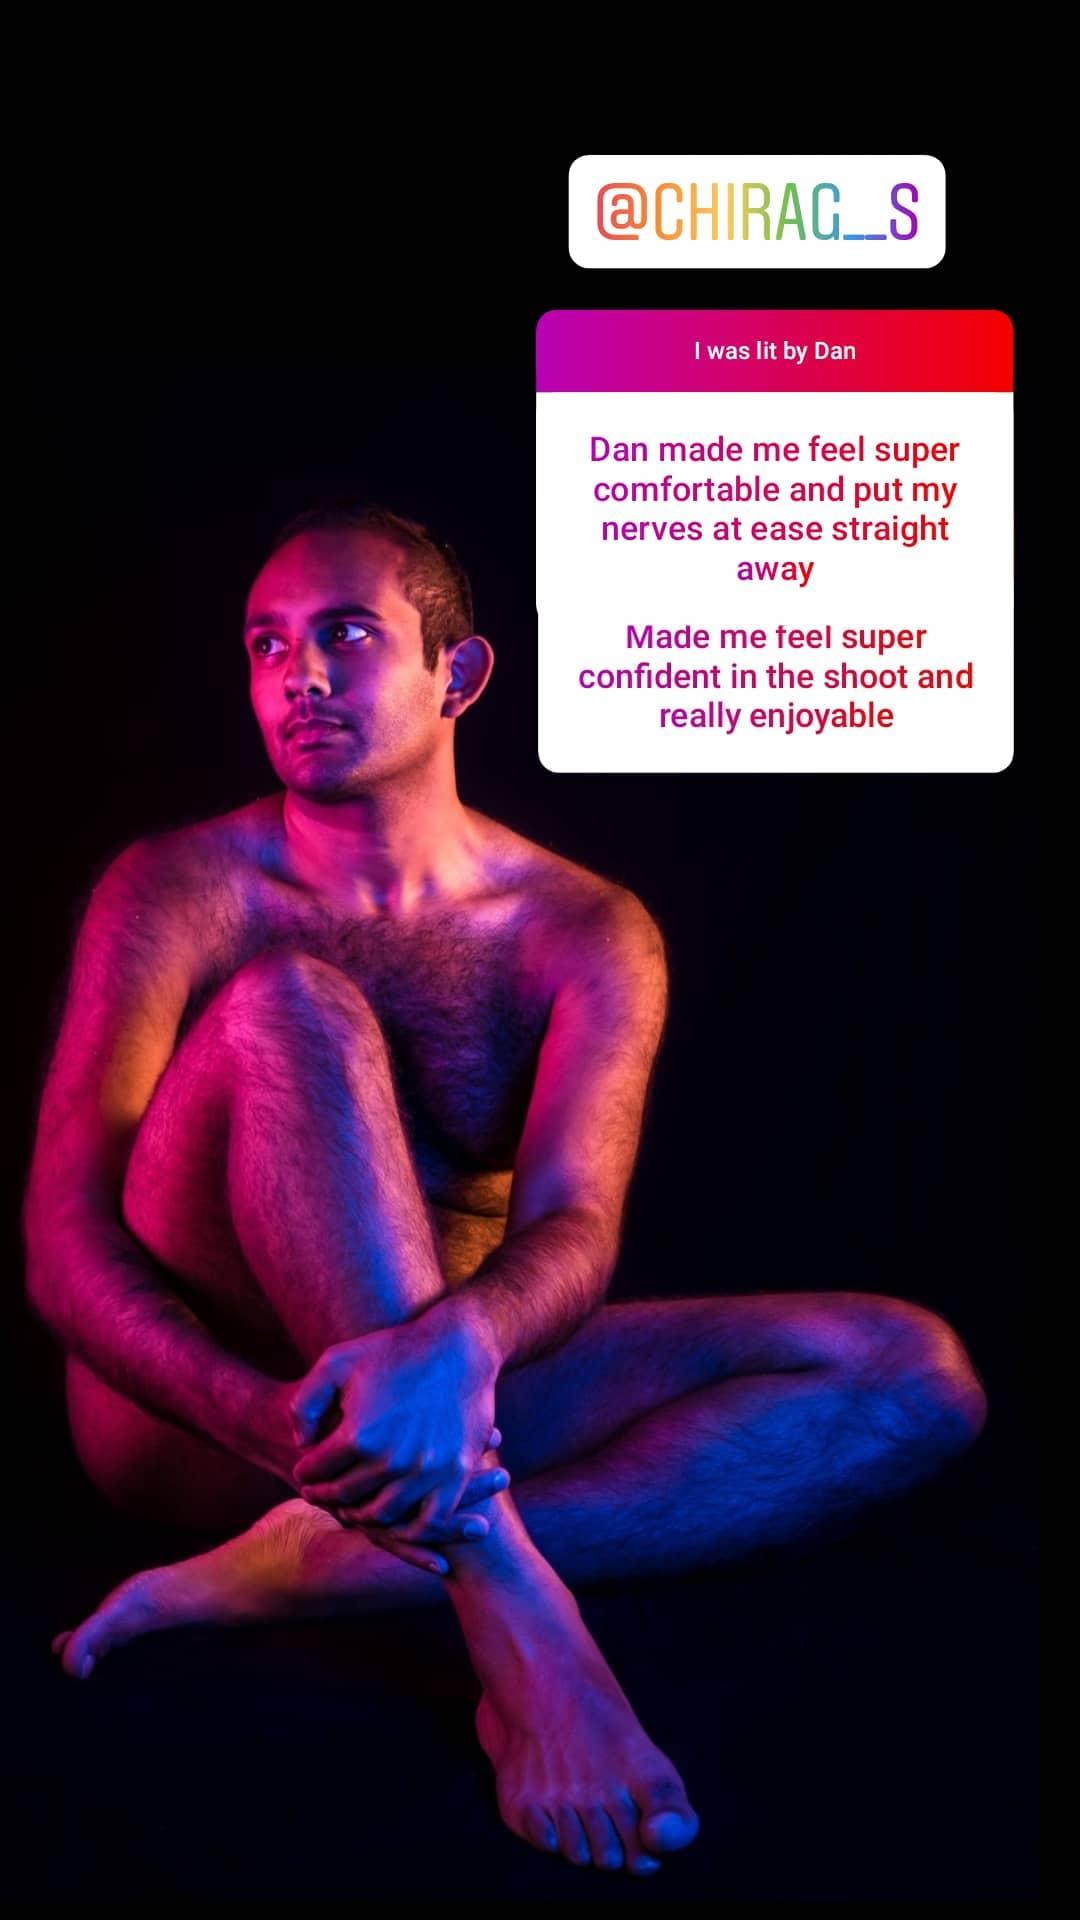 @CHIRAG__S
I was lit by Dan
Dan made me feel super
comfortable and put my
nerves at ease straight
away
Made me feel super
confident in the shoot and
really enjoyable